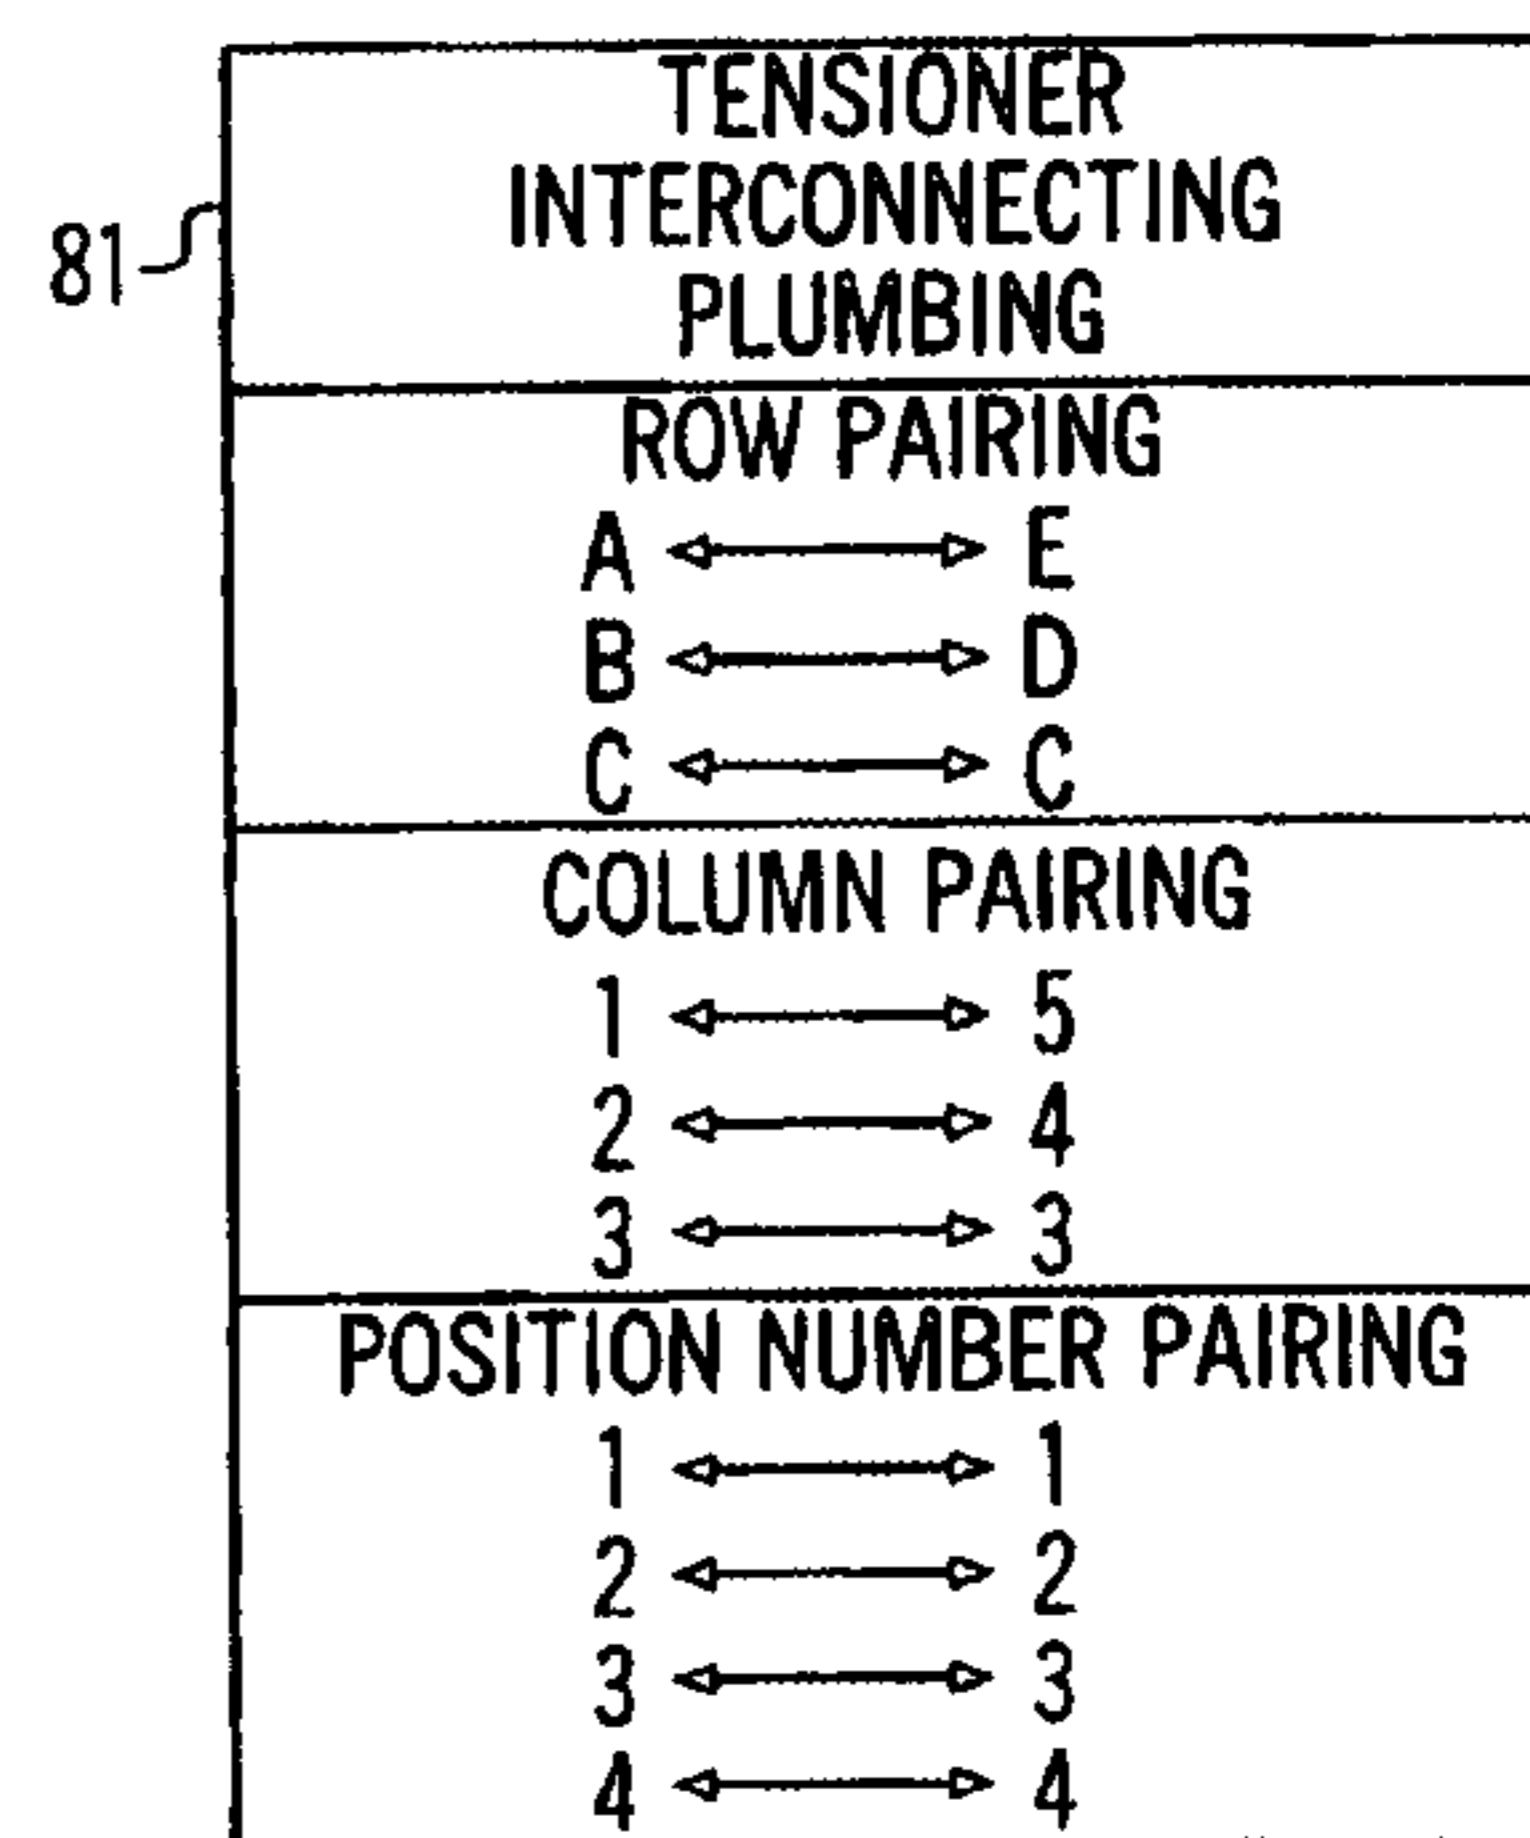 TENSIONER
INTERCONNECTING
PLUMBING
81
ROW PAIRING
A E
B D
C C
COLUMN PAIRING
1 5
2 4
3 3
POSITION NUMBER PAIRING
1 1
2 2
3 3
4 4